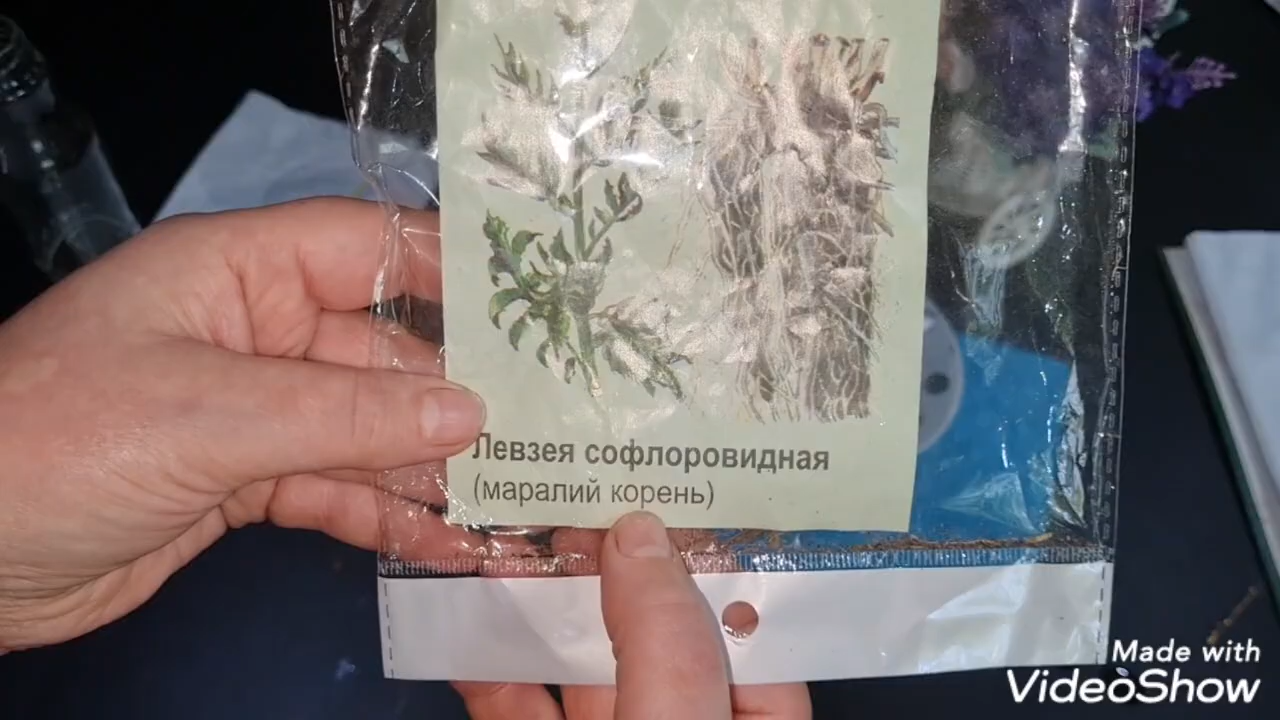 Левзея софлоровидная
(маралий корень)
Made with
VideoShow